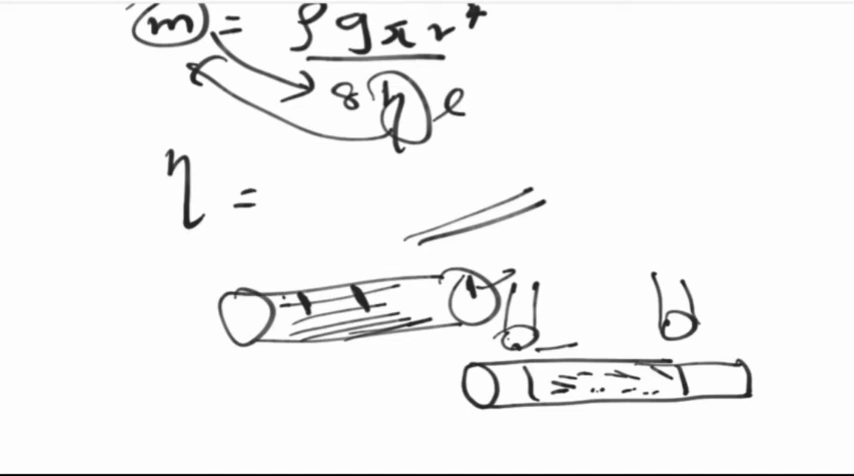 m = ρgπr⁴
8ηl
η =